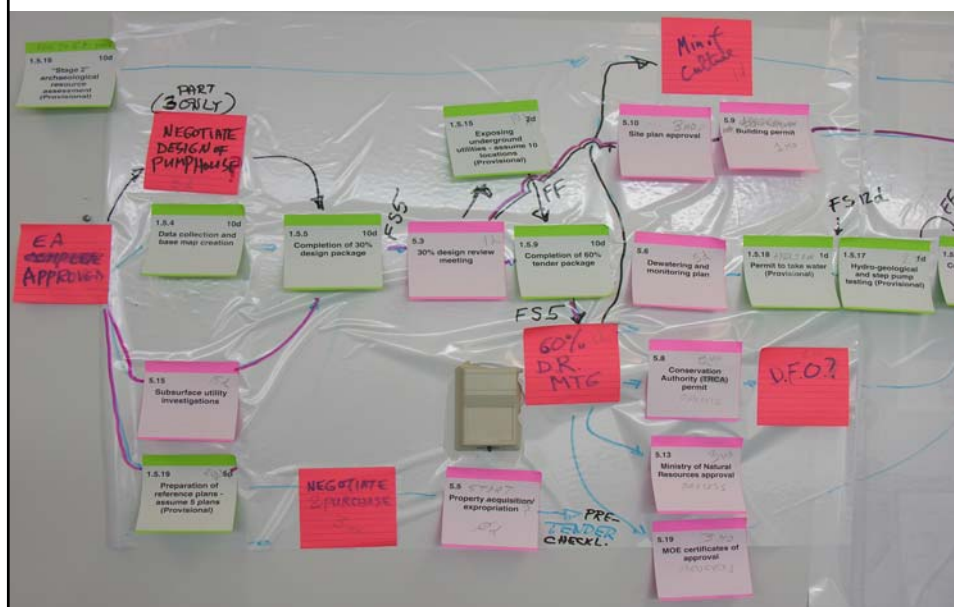 1.5.16 10d
"Stage 2"
archaeological
resource
assessment
(Provisional)
PART
(3 ONLY)
NEGOTIATE
DESIGN OF
PUMPHOUSE?
Min of
Culture
1.5.15 2d
Exposing
underground
utilities - assume 10
locations
(Provisional)
5.10
Site plan approval
5.9
Building permit
EA
COMPLETE
APPROVED
1.5.4 10d
Data collection and
base map creation
1.5.5 10d
Completion of 30%
design package
FS5
5.3
30% design review
meeting
FF
1.5.9 10d
Completion of 60%
tender package
5.6
Dewatering and
monitoring plan
1.5.18 1d
Permit to take water
(Provisional)
FS 12d
1.5.17
Hydro-geological
and step pump
testing (Provisional)
FS5
60%
D.R.
MTG
5.8
Conservation
Authority (TRCA)
permit
D.F.O.?
5.15
Subsurface utility
investigations
1.5.19 5d
Preparation of
reference plans -
assume 5 plans
(Provisional)
NEGOTIATE
PURCHASE
5.5 START
Property acquisition/
expropriation
PRE-
TENDER
CHECKL.
5.13
Ministry of Natural
Resources approval
5.19
MOE certificates of
approval